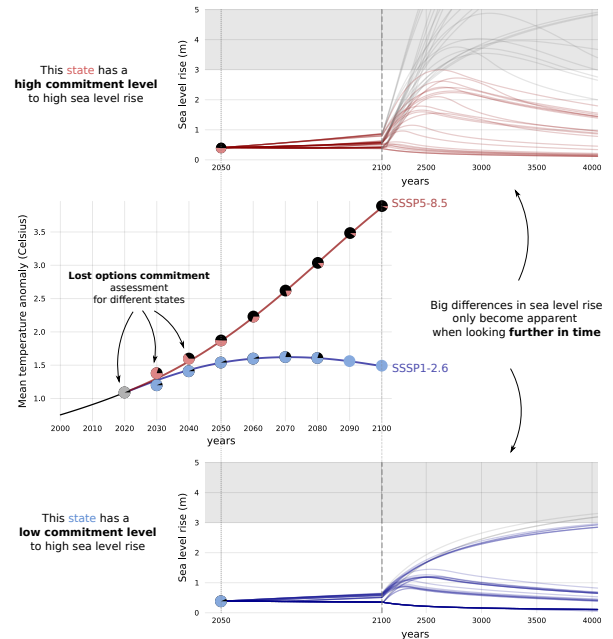 5
4
3
2
1
0
Sea level rise (m)
2050
2100
2500
3000
3500
4000
years
This state has a
high commitment level
to high sea level rise
Mean temperature anomaly (Celsius)
3.5
3.0
2.5
2.0
1.5
1.0
SSSP5-8.5
SSSP1-2.6
Lost options commitment
assessment
for different states
2000
2010
2020
2030
2040
2050
2060
2070
2080
2090
2100
years
Big differences in sea level rise
only become apparent
when looking further in time
This state has a
low commitment level
to high sea level rise
5
4
3
2
1
0
Sea level rise (m)
2050
2100
2500
3000
3500
4000
years